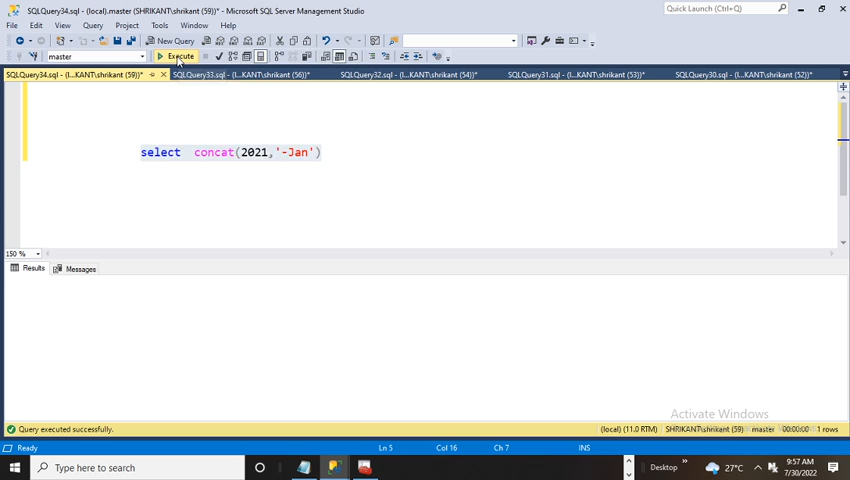 SQLQuery34.sql - (local).master (SHRIKANT\shrikant (59))* - Microsoft SQL Server Management Studio
Quick Launch (Ctrl+Q)
File Edit View Query Project Tools Window Help
New Query
master Execute
SQLQuery34.sql - (l...KANT\shrikant (59))* SQLQuery33.sql - (l...KANT\shrikant (56))* SQLQuery32.sql - (l...KANT\shrikant (54))* SQLQuery31.sql - (l...KANT\shrikant (53))* SQLQuery30.sql - (l...KANT\shrikant (52))*
select concat(2021,'-Jan')
150 %
Results Messages
Activate Windows
Query executed successfully. (local) (11.0 RTM) SHRIKANT\shrikant (59) master 00:00:00 1 rows
Ready Ln 5 Col 16 Ch 7 INS
Type here to search Desktop 27°C 9:57 AM
7/30/2022